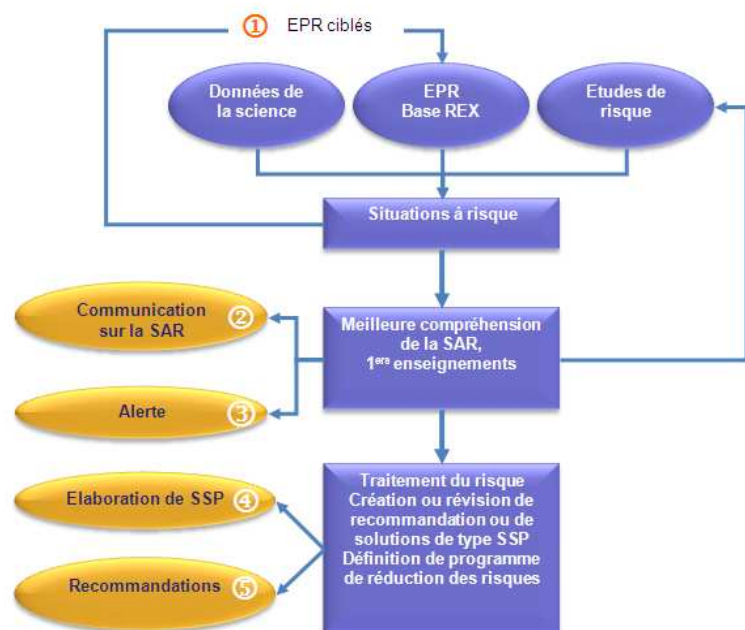 ① EPR ciblés
Données de
la science
EPR
Base REX
Etudes de
risque
Situations à risque
Communication
sur la SAR ②
Meilleure compréhension
de la SAR,
1ers enseignements
Alerte ③
Traitement du risque
Création ou révision de
recommandation ou de
solutions de type SSP
Définition de programme
de réduction des risques
Elaboration de SSP ④
Recommandations ⑤